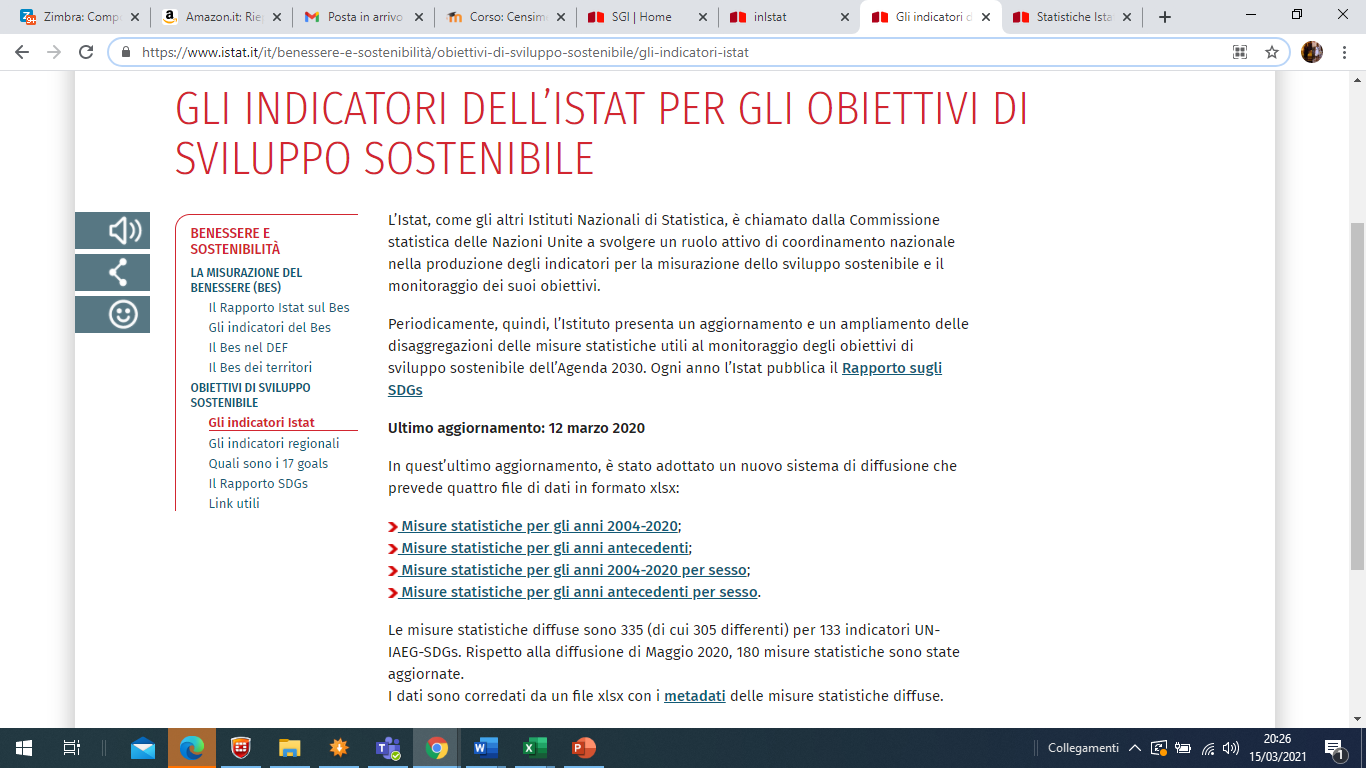 Zimbra: Comp
Amazon.it: Rie
Posta in arrivo
Corso: Censim
SGI | Home
inIstat
Gli indicatori d
Statistiche Ista
https://www.istat.it/it/benessere-e-sostenibilità/obiettivi-di-sviluppo-sostenibile/gli-indicatori-istat
GLI INDICATORI DELL’ISTAT PER GLI OBIETTIVI DI
SVILUPPO SOSTENIBILE
BENESSERE E
SOSTENIBILITÀ
LA MISURAZIONE DEL
BENESSERE (BES)
Il Rapporto Istat sul Bes
Gli indicatori del Bes
Il Bes nel DEF
Il Bes dei territori
OBIETTIVI DI SVILUPPO
SOSTENIBILE
Gli indicatori Istat
Gli indicatori regionali
Quali sono i 17 goals
Il Rapporto SDGs
Link utili
L’Istat, come gli altri Istituti Nazionali di Statistica, è chiamato dalla Commissione
statistica delle Nazioni Unite a svolgere un ruolo attivo di coordinamento nazionale
nella produzione degli indicatori per la misurazione dello sviluppo sostenibile e il
monitoraggio dei suoi obiettivi.
Periodicamente, quindi, l’Istituto presenta un aggiornamento e un ampliamento delle
disaggregazioni delle misure statistiche utili al monitoraggio degli obiettivi di
sviluppo sostenibile dell’Agenda 2030. Ogni anno l’Istat pubblica il Rapporto sugli
SDGs
Ultimo aggiornamento: 12 marzo 2020
In quest’ultimo aggiornamento, è stato adottato un nuovo sistema di diffusione che
prevede quattro file di dati in formato xlsx:
Misure statistiche per gli anni 2004-2020;
Misure statistiche per gli anni antecedenti;
Misure statistiche per gli anni 2004-2020 per sesso;
Misure statistiche per gli anni antecedenti per sesso.
Le misure statistiche diffuse sono 335 (di cui 305 differenti) per 133 indicatori UN-
IAEG-SDGs. Rispetto alla diffusione di Maggio 2020, 180 misure statistiche sono state
aggiornate.
I dati sono corredati da un file xlsx con i metadati delle misure statistiche diffuse.
Collegamenti
20:26
15/03/2021